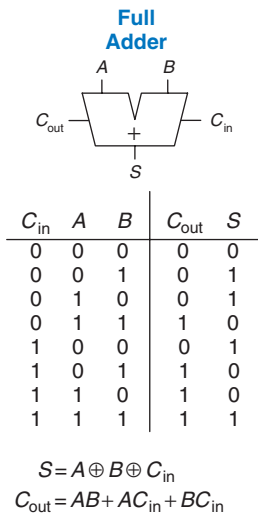 Full
Adder
A B
Cout Cin
+
S
Cin A B Cout S
0 0 0 0 0
0 0 1 0 1
0 1 0 0 1
0 1 1 1 0
1 0 0 0 1
1 0 1 1 0
1 1 0 1 0
1 1 1 1 1
S = A ⊕ B ⊕ Cin
Cout = AB + ACin + BCin